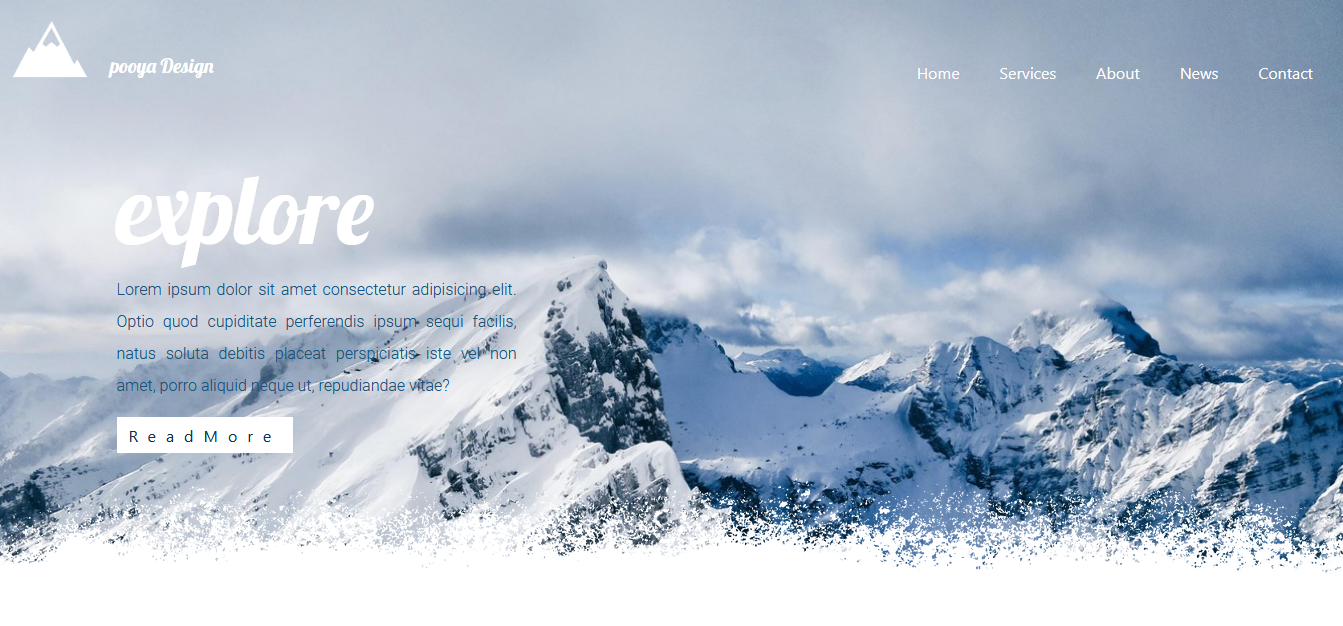 pooya Design
Home Services About News Contact
explore
Lorem ipsum dolor sit amet consectetur adipisicing elit.
Optio quod cupiditate perferendis ipsum sequi facilis,
natus soluta debitis placeat perspiciatis iste vel non
amet, porro aliquid neque ut, repudiandae vitae?
Read More